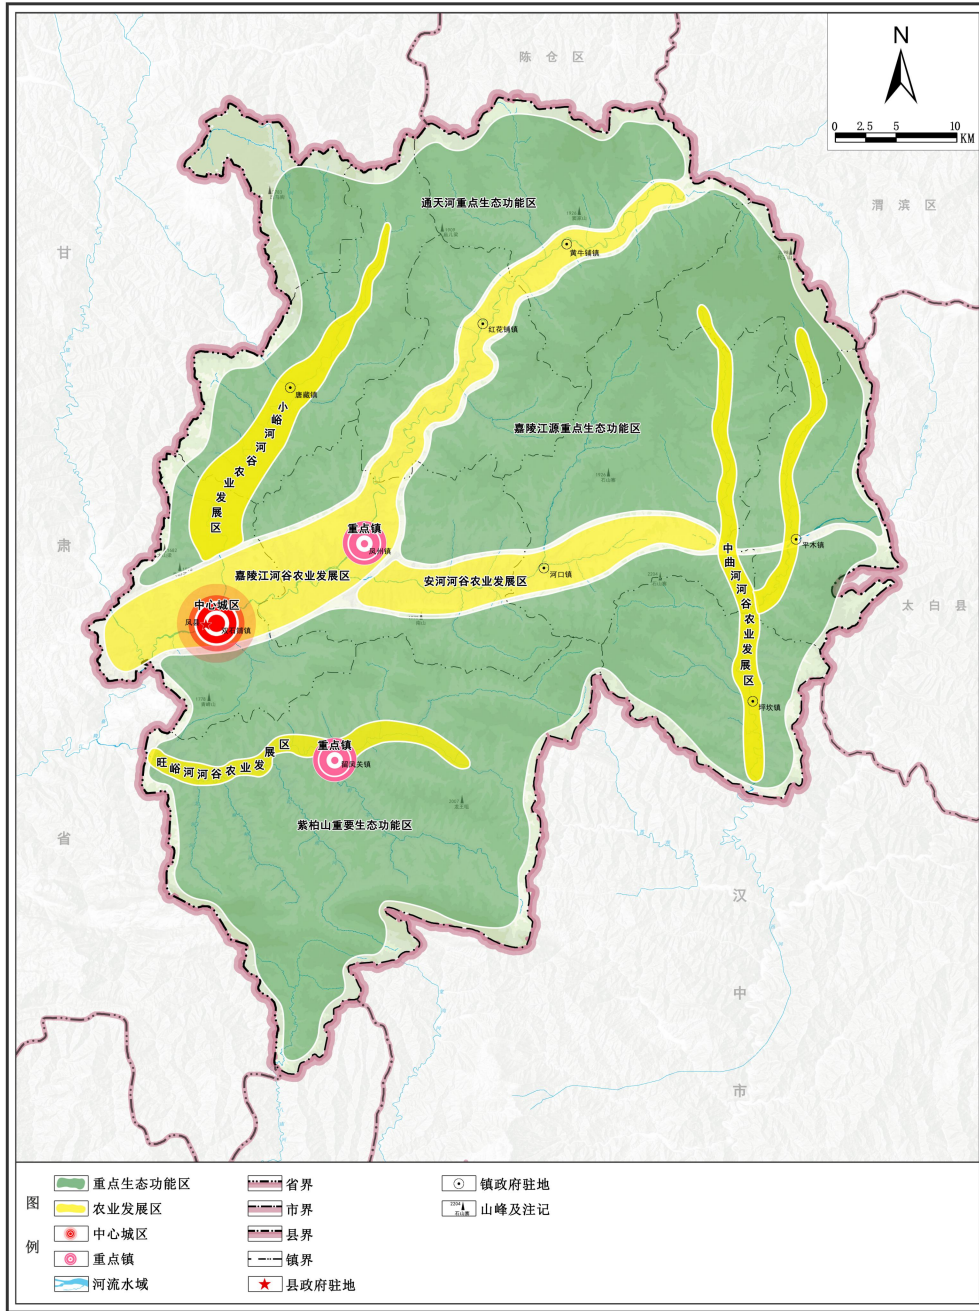 陈仓区
N
0 2.5 5 10 KM
渭滨区
甘
肃
省
太白县
汉
中
市
通天河重点生态功能区
黄牛铺镇
红花铺镇
唐藏镇
小峪河河谷农业发展区
嘉陵江源重点生态功能区
重点镇
凤州镇
嘉陵江河谷农业发展区
安河河谷农业发展区
河口镇
平木镇
中曲河河谷农业发展区
中心城区
凤县
双石铺镇
坪坎镇
旺峪河河谷农业发展区
重点镇
留凤关镇
紫柏山重要生态功能区
图例
重点生态功能区
农业发展区
中心城区
重点镇
河流水域
省界
市界
县界
镇界
县政府驻地
镇政府驻地
2204
石山寨
山峰及注记